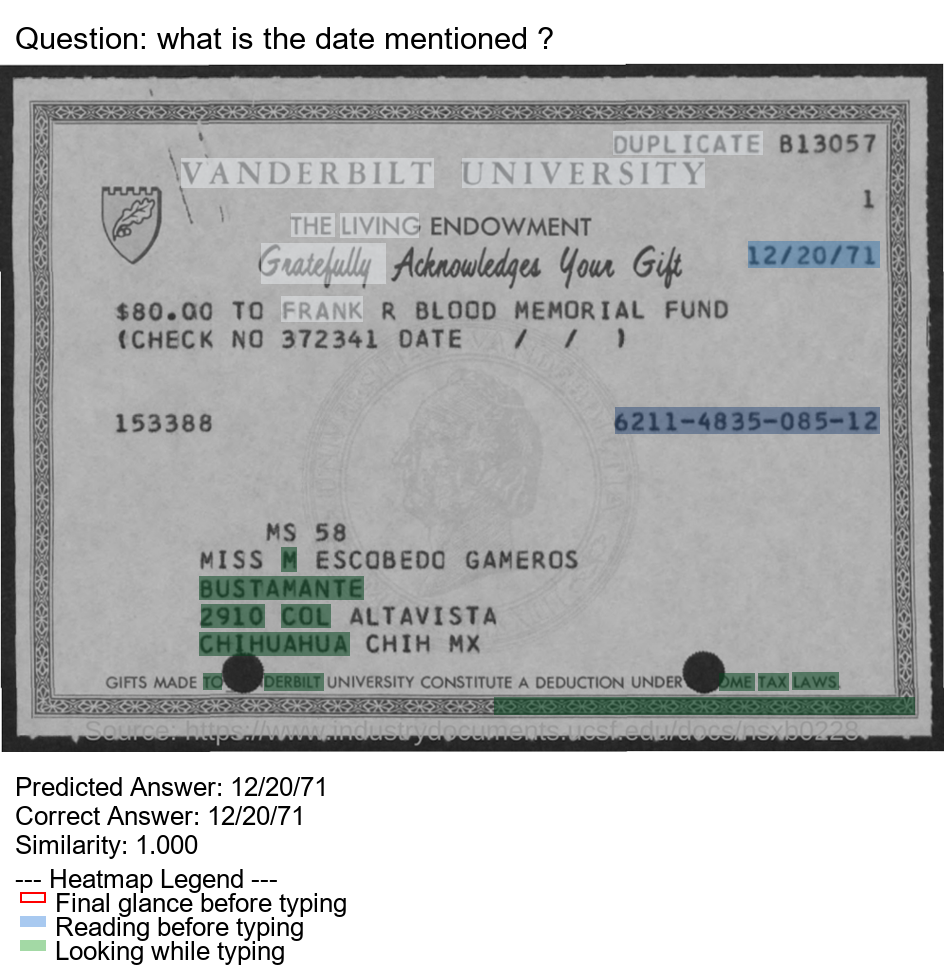 Question: what is the date mentioned ?
DUPLICATE B13057
VANDERBILT UNIVERSITY
1
THE LIVING ENDOWMENT
Gratefully Acknowledges Your Gift 12/20/71
$80.00 TO FRANK R BLOOD MEMORIAL FUND
(CHECK NO 372341 DATE / / )
153388 6211-4835-085-12
MS 58
MISS M ESCOBEDO GAMEROS
BUSTAMANTE
2910 COL ALTAVISTA
CHIHUAHUA CHIH MX
GIFTS MADE TO DERBILT UNIVERSITY CONSTITUTE A DEDUCTION UNDER OME TAX LAWS.
Source: https://www.industrydocuments.ucsf.edu/docs/nsxb0228
Predicted Answer: 12/20/71
Correct Answer: 12/20/71
Similarity: 1.000
--- Heatmap Legend ---
Final glance before typing
Reading before typing
Looking while typing